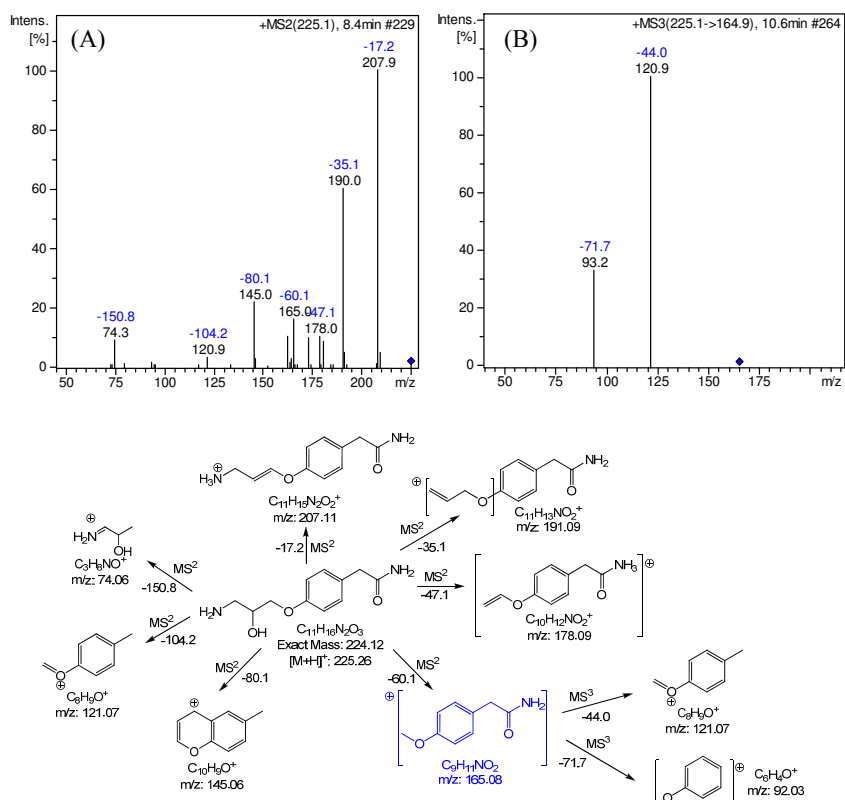 Intens.
[%]
(A)
+MS2(225.1), 8.4min #229
-17.2
207.9
-35.1
190.0
-80.1
145.0
-60.1
165.0
-47.1
178.0
-150.8
74.3
-104.2
120.9
100
80
60
40
20
0
50 75 100 125 150 175 200 m/z
Intens.
[%]
(B)
+MS3(225.1->164.9), 10.6min #264
-44.0
120.9
-71.7
93.2
100
80
60
40
20
0
50 75 100 125 150 175 m/z
NH2
O
H3N
⊕
O
C11H15N2O2+
m/z: 207.11
⊕
O
NH2
O
C11H13NO2+
m/z: 191.09
⊕
H2N
OH
C3H8NO+
m/z: 74.06
MS2
-150.8
-17.2 MS2
MS2
-35.1
MS2
-47.1
NH3
⊕
O
O
C10H12NO2+
m/z: 178.09
H2N
OH
O
NH2
O
C11H16N2O3
Exact Mass: 224.12
[M+H]+: 225.26
MS2
-104.2
O
⊕
C8H9O+
m/z: 121.07
MS2
-80.1
⊕
O
C10H9O+
m/z: 145.06
MS2
-60.1
⊕
NH2
O
O
C9H11NO2
m/z: 165.08
MS3
-44.0
O
⊕
C8H9O+
m/z: 121.07
MS3
-71.7
⊕
O
C6H4O+
m/z: 92.03